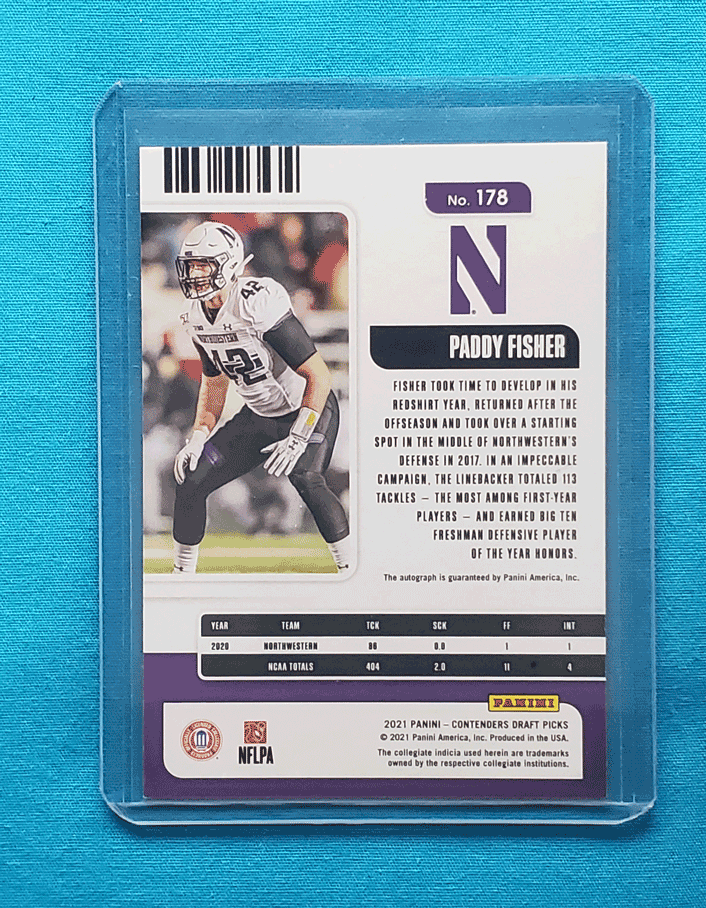 No. 178
N
PADDY FISHER
FISHER TOOK TIME TO DEVELOP IN HIS
REDSHIRT YEAR, RETURNED AFTER THE
OFFSEASON AND TOOK OVER A STARTING
SPOT IN THE MIDDLE OF NORTHWESTERN'S
DEFENSE IN 2017. IN AN IMPECCABLE
CAMPAIGN, THE LINEBACKER TOTALED 113
TACKLES – THE MOST AMONG FIRST-YEAR
PLAYERS – AND EARNED BIG TEN
FRESHMAN DEFENSIVE PLAYER
OF THE YEAR HONORS.
The autograph is guaranteed by Panini America, Inc.
N
42
NORTHWESTERN
42
YEAR TEAM TCK SCK FF INT
2020 NORTHWESTERN 86 0.0 1 1
NCAA TOTALS 404 2.0 11 4
PANINI
2021 PANINI – CONTENDERS DRAFT PICKS
© 2021 Panini America, Inc. Produced in the USA.
The collegiate indicia used herein are trademarks
owned by the respective collegiate institutions.
NFLPA